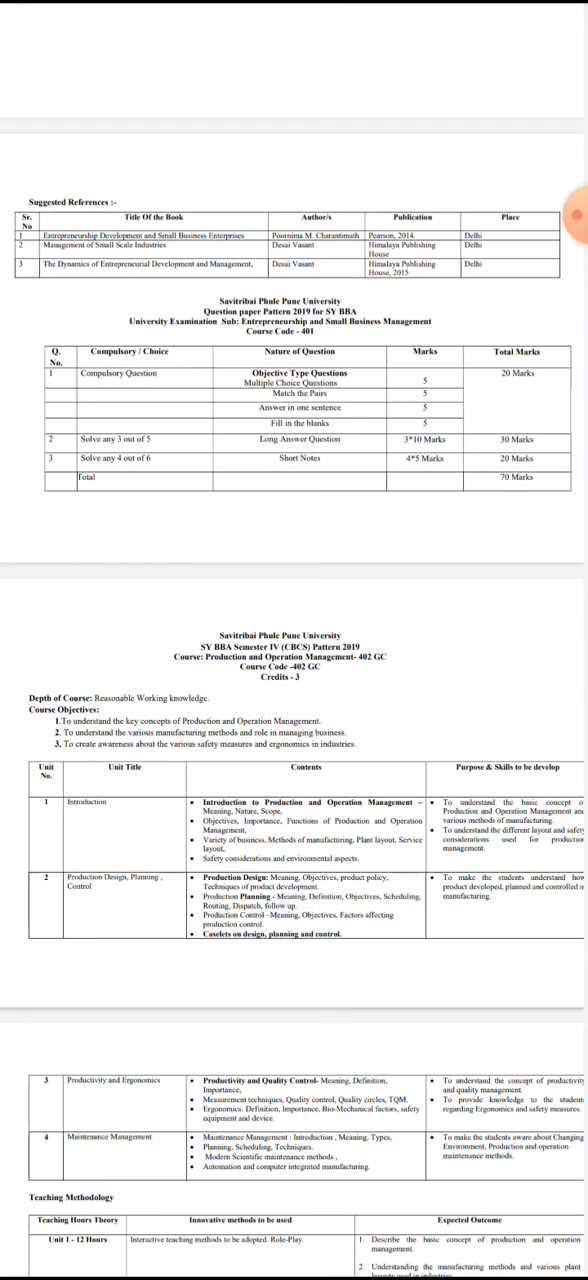 Suggested References :-
Sr. No Title Of the Book Author/s Publication Place
1 Entrepreneurship Development and Small Business Enterprises Poornima M. Charantimath Pearson, 2014. Delhi
2 Management of Small Scale Industries Desai Vasant Himalaya Publishing House Delhi
3 The Dynamics of Entrepreneurial Development and Management, Desai Vasant Himalaya Publishing House, 2015 Delhi
Savitribai Phule Pune University
Question paper Pattern 2019 for SY BBA
University Examination Sub: Entrepreneurship and Small Business Management
Course Code - 401
Q. No. Compulsory / Choice Nature of Question Marks Total Marks
1 Compulsory Question Objective Type Questions 20 Marks
Multiple Choice Questions 5
Match the Pairs 5
Answer in one sentence 5
Fill in the blanks 5
2 Solve any 3 out of 5 Long Answer Question 3*10 Marks 30 Marks
3 Solve any 4 out of 6 Short Notes 4*5 Marks 20 Marks
Total 70 Marks
Savitribai Phule Pune University
SY BBA Semester IV (CBCS) Pattern 2019
Course: Production and Operation Management- 402 GC
Course Code -402 GC
Credits - 3
Depth of Course: Reasonable Working knowledge.
Course Objectives:
1.To understand the key concepts of Production and Operation Management.
2. To understand the various manufacturing methods and role in managing business.
3. To create awareness about the various safety measures and ergonomics in industries.
Unit No. Unit Title Contents Purpose & Skills to be develop
1 Introduction
• Introduction to Production and Operation Management –
Meaning, Nature, Scope,
• Objectives, Importance, Functions of Production and Operation
Management,
• Variety of business, Methods of manufacturing, Plant layout, Service
layout,
• Safety considerations and environmental aspects.
• To understand the basic concept o
Production and Operation Management and
various methods of manufacturing.
• To understand the different layout and safety
considerations used for production
management.
2 Production Design, Planning ,
Control
• Production Design: Meaning, Objectives, product policy,
Techniques of product development.
• Production Planning - Meaning, Definition, Objectives, Scheduling,
Routing, Dispatch, follow up.
• Production Control –Meaning, Objectives, Factors affecting
production control.
• Caselets on design, planning and control.
• To make the students understand how
product developed, planned and controlled in
manufacturing.
3 Productivity and Ergonomics
• Productivity and Quality Control- Meaning, Definition,
Importance,
• Measurement techniques, Quality control, Quality circles, TQM.
• Ergonomics: Definition, Importance, Bio-Mechanical factors, safety
equipment and device.
• To understand the concept of productivity
and quality management.
• To provide knowledge to the students
regarding Ergonomics and safety measures.
4 Maintenance Management
• Maintenance Management : Introduction , Meaning, Types,
• Planning, Scheduling, Techniques.
• Modern Scientific maintenance methods ,
• Automation and computer integrated manufacturing.
• To make the students aware about Changing
Environment, Production and operation
maintenance methods.
Teaching Methodology
Teaching Hours Theory Innovative methods to be used Expected Outcome
Unit 1 - 12 Hours Interactive teaching methods to be adopted. Role-Play. 1. Describe the basic concept of production and operation
management.
2. Understanding the manufacturing methods and various plant
layouts used in industries